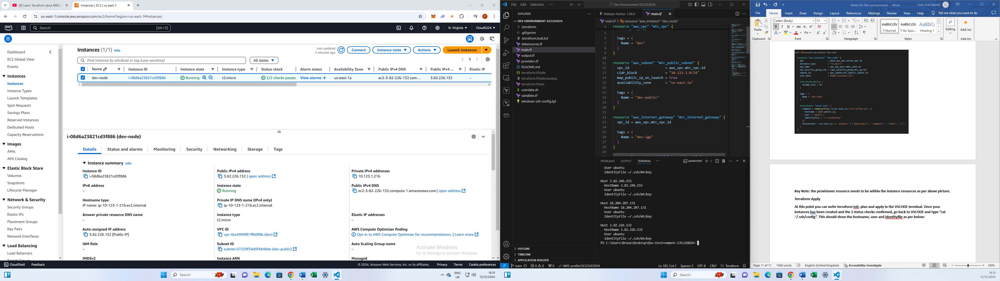 (8) Learn Terraform (and AWS)
Instances | EC2 | us-east-1
us-east-1.console.aws.amazon.com/ec2/home?region=us-east-1#Instances:
aws
Search
[Alt+S]
N. Virginia
CloudSJ24
Dashboard
EC2 Global View
Events
Instances
Instances
Instance Types
Launch Templates
Spot Requests
Savings Plans
Reserved Instances
Dedicated Hosts
Capacity Reservations
Images
AMIs
AMI Catalog
Elastic Block Store
Volumes
Snapshots
Lifecycle Manager
Network & Security
Security Groups
Elastic IPs
Placement Groups
Key Pairs
Network Interfaces
Load Balancing
Load Balancers
Target Groups
Instances (1/1) Info
Last updated
2 minutes ago
Connect
Instance state
Actions
Launch instances
Find Instance by attribute or tag (case-sensitive)
All states
1
Name
Instance ID
Instance state
Instance type
Status check
Alarm status
Availability Zone
Public IPv4 DNS
Public IPv4 ...
Elastic IP
dev-node
i-08d6a23821cd3f886
Running
t2.micro
2/2 checks passec
View alarms +
us-east-1a
ec2-3-82-226-132.com...
3.82.226.132
–
i-08d6a23821cd3f886 (dev-node)
Details
Status and alarms
Monitoring
Security
Networking
Storage
Tags
Instance summary Info
Instance ID
i-08d6a23821cd3f886
IPv6 address
–
Hostname type
IP name: ip-10-123-1-216.ec2.internal
Answer private resource DNS name
–
Auto-assigned IP address
3.82.226.132 [Public IP]
IAM Role
–
IMDSv2
Public IPv4 address
3.82.226.132 | open address
Instance state
Running
Private IP DNS name (IPv4 only)
ip-10-123-1-216.ec2.internal
Instance type
t2.micro
VPC ID
vpc-0ce4999f81ff60f8b (dev)
Subnet ID
subnet-07239f54d0f4848de (dev-public)
Instance ARN
Private IPv4 addresses
10.123.1.216
Public IPv4 DNS
ec2-3-82-226-132.compute-1.amazonaws.com | open address
Elastic IP addresses
–
AWS Compute Optimizer finding
Opt-in to AWS Compute Optimizer for recommendations. | Learn more
Auto Scaling Group name
–
Managed
Activate Windows
Go to Settings to activate Windows.
CloudShell
Feedback
© 2024, Amazon Web Services, Inc. or its affiliates.
Privacy
Terms
Cookie preferences
Search
ENG
UK
16:51
12/12/2024
File
Edit
Selection
...
Dev-Environment-SJCLOUD24
EXPLORER
DEV-ENVIRONMENT-SJCLOUD24
.terraform
.gitignore
.terraform.lock.hcl
datasources.tf
main.tf
output.tf
providers.tf
README.md
terraform.tfstate
terraform.tfstate.backup
terraform.tfvars
userdata.sh
variables.tf
windows-ssh-config.tpl
OUTLINE
TIMELINE
APPLICATION BUILDER
aws
Release Notes: 1.96.0
main.tf
main.tf > resource "aws_instance" "dev_node"
1 resource "aws_vpc" "mtc_vpc" {
5
6 tags = {
7 Name = "dev"
8 }
9 }
10
11 resource "aws_subnet" "mtc_public_subnet" {
12 vpc_id = aws_vpc.mtc_vpc.id
13 cidr_block = "10.123.1.0/24"
14 map_public_ip_on_launch = true
15 availability_zone = "us-east-1a"
16
17 tags = {
18 Name = "dev-public"
19 }
20 }
21
22 resource "aws_internet_gateway" "mtc_internet_gateway" {
23 vpc_id = aws_vpc.mtc_vpc.id
24
25 tags = {
26 Name = "dev-igw"
27 }
28 }
29
PROBLEMS
OUTPUT
TERMINAL
...
powershell
User ubuntu
IdentityFile ~/.ssh/mtckey
Host 3.82.246.155
HostName 3.82.246.155
User ubuntu
IdentityFile ~/.ssh/mtckey
Host 18.204.207.131
HostName 18.204.207.131
User ubuntu
IdentityFile ~/.ssh/mtckey
Host 3.82.226.132
HostName 3.82.226.132
User ubuntu
IdentityFile ~/.ssh/mtckey
PS C:\Users\Brooo\Desktop\Dev-Environment-SJCLOUD24>
main
0 0
0
AWS: profile:SJCLOUD2024
Ln 102, Col 2
Spaces: 2
UTF-8
CRLF
{} Terraform
Notes for Dev environment - Word
Sean Joey Nyame
SJ
File
Home
Insert
Draw
Design
Layout
References
Mailings
Review
View
Help
Tell me what you want to do
Paste
Clipboard
Calibri (Body)
11
B I U abc x₂ x²
Font
Paragraph
AaBbCcDc
¶ Normal
AaBbCcDc
¶ No Spac...
AaBbCc
Heading 1
Styles
Editing
Add-ins
Add-ins
main.tf > resource "aws_instance" "dev_node"
resource "aws_instance" "dev_node" {
ami = data.aws_ami.server_ami.id
instance_type = "t2.micro"
key_name = aws_key_pair.mtc_auth.id
vpc_security_group_ids = [aws_security_group.mtc_sg.id]
subnet_id = aws_subnet.mtc_public_subnet.id
user_data = file("userdata.sh")
root_block_device {
volume_size = 10
}
tags = {
Name = "dev-node"
}
provisioner "local-exec" {
command = templatefile("${var.host_os}-ssh-config.tpl", {
hostname = self.public_ip,
user = "ubuntu",
identityfile = "~/.ssh/mtckey"
})
interpreter = var.host_os == "windows" ? ["powershell", "-command"] : ["bash", "-c"]
}
}
Key Note: the provisioner resource needs to be within the instance resources as per above picture.
Terraform Apply
At this point you can write terraform init, plan and apply in the VSCODE terminal. Once your
instances has been created and the 2 status checks confirmed, go back to VSCODE and type “cat
~/.ssh/config”. This should show the hostname, user and identityfile as per below:
Page 11 of 11
1568 words
English (United Kingdom)
Accessibility: Investigate
100%
Search
16:51
12/12/2024